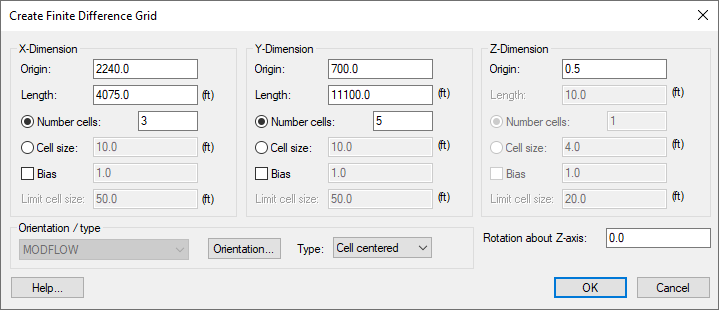 Create Finite Difference Grid
X-Dimension
Origin: 2240.0
Length: 4075.0 (ft)
Number cells: 3
Cell size: 10.0 (ft)
Bias 1.0
Limit cell size: 50.0 (ft)
Y-Dimension
Origin: 700.0
Length: 11100.0 (ft)
Number cells: 5
Cell size: 10.0 (ft)
Bias 1.0
Limit cell size: 50.0 (ft)
Z-Dimension
Origin: 0.5
Length: 10.0 (ft)
Number cells: 1
Cell size: 4.0 (ft)
Bias 1.0
Limit cell size: 20.0 (ft)
Orientation / type
MODFLOW Orientation... Type: Cell centered
Rotation about Z-axis: 0.0
Help... OK Cancel